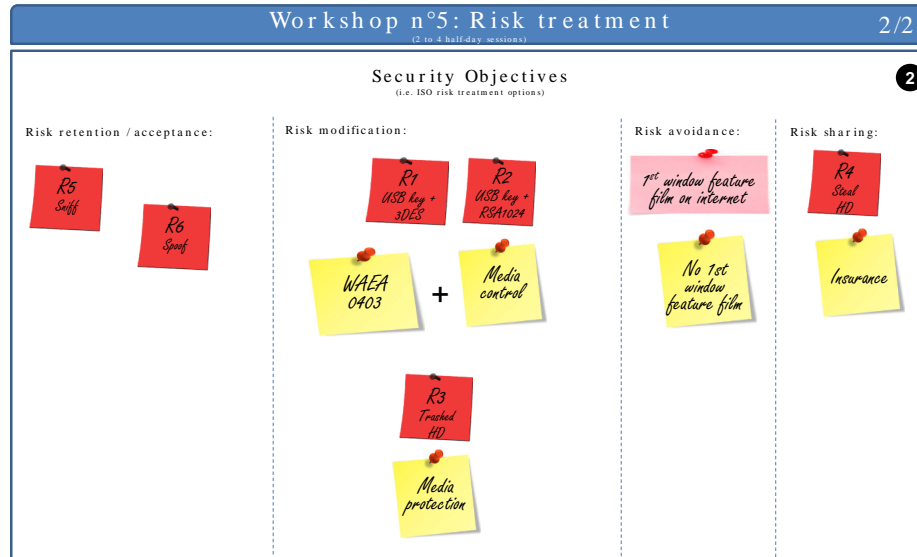 Workshop n°5: Risk treatment
(2 to 4 half-day sessions)
2/2
Security Objectives
(i.e. ISO risk treatment options)
2
Risk retention / acceptance:
R5
Sniff
R6
Spoof
Risk modification:
R1
USB key +
3DES
R2
USB key +
RSA1024
WAEA
0403
+
Media
control
R3
Trashed
HD
Media
protection
Risk avoidance:
1st window feature
film on internet
No 1st
window
feature film
Risk sharing:
R4
Steal
HD
Insurance